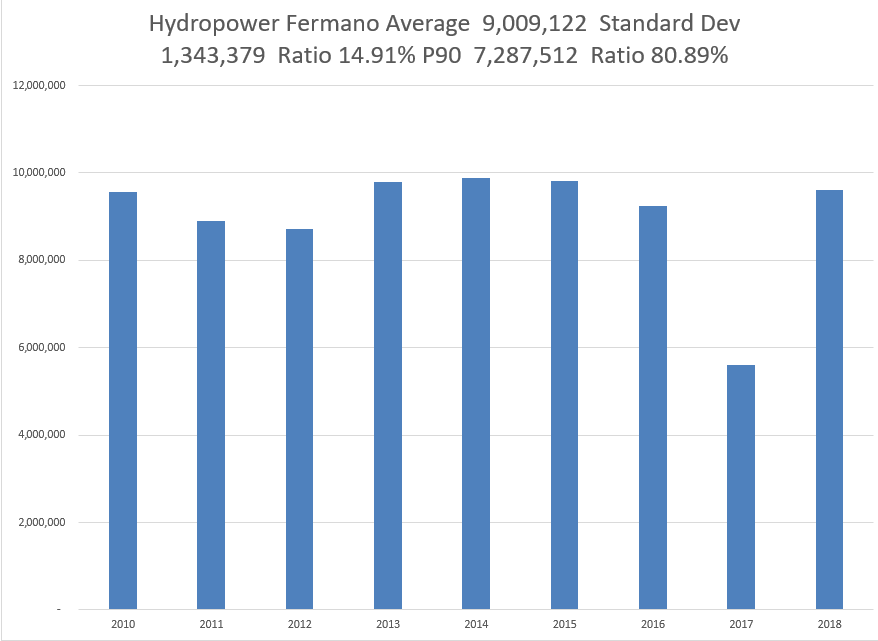 Hydropower Fermano Average  9,009,122  Standard Dev
1,343,379  Ratio 14.91% P90  7,287,512  Ratio 80.89%
12,000,000
10,000,000
8,000,000
6,000,000
4,000,000
2,000,000
-
2010 2011 2012 2013 2014 2015 2016 2017 2018